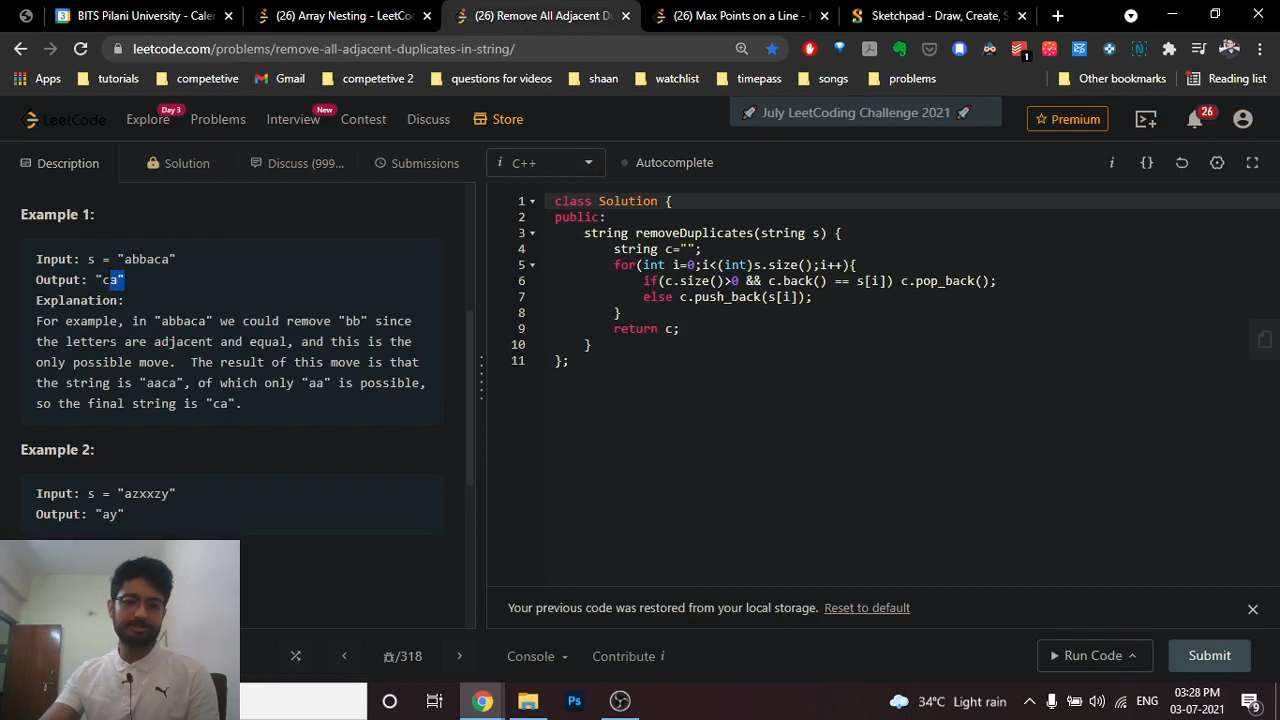 BITS Pilani University - Caler
(26) Array Nesting - LeetCo
(26) Remove All Adjacent Du
(26) Max Points on a Line - L
Sketchpad - Draw, Create, S
leetcode.com/problems/remove-all-adjacent-duplicates-in-string/
1
Apps
tutorials
competetive
Gmail
competetive 2
questions for videos
shaan
watchlist
timepass
songs
problems
Other bookmarks
Reading list
LeetCode
Explore
Day 3
Problems
Interview
New
Contest
Discuss
Store
July LeetCoding Challenge 2021
Premium
26
Description
Solution
Discuss (999...
Submissions
i C++
Autocomplete
i {}
Example 1:
Input: s = "abbaca"
Output: "ca"
Explanation:
For example, in "abbaca" we could remove "bb" since
the letters are adjacent and equal, and this is the
only possible move. The result of this move is that
the string is "aaca", of which only "aa" is possible,
so the final string is "ca".
Example 2:
Input: s = "azxxzy"
Output: "ay"
1 class Solution {
2 public:
3 string removeDuplicates(string s) {
4 string c="";
5 for(int i=0;i<(int)s.size();i++){
6 if(c.size()>0 && c.back() == s[i]) c.pop_back();
7 else c.push_back(s[i]);
8 }
9 return c;
10 }
11 };
Your previous code was restored from your local storage. Reset to default
/318
Console
Contribute i
Run Code
Submit
Ps
34°C Light rain
ENG
03:28 PM
03-07-2021
9